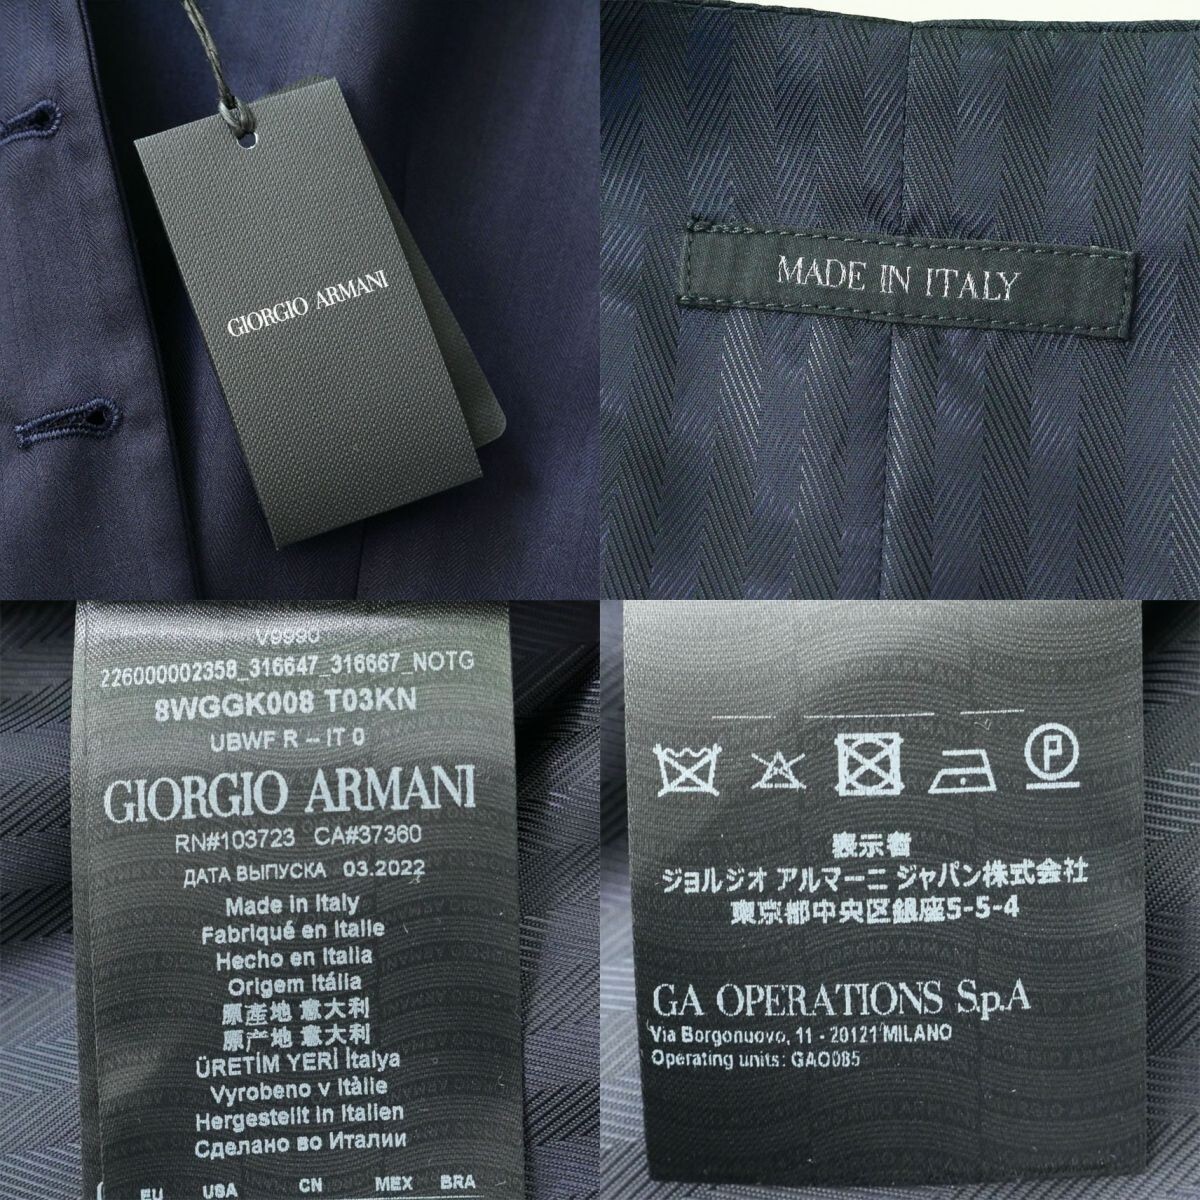 GIORGIO ARMANI
MADE IN ITALY
V9990
226000002358_316647_316667_NOTG
8WGGK008 T03KN
UBWF R – IT 0
GIORGIO ARMANI
RN#103723 CA#37360
ДАТА ВЫПУСКА 03.2022
Made in Italy
Fabriqué en Italie
Hecho en Italia
Origem Itália
原産地 意大利
原产地 意大利
ÜRETİM YERİ İtalya
Vyrobeno v Itálie
Hergestellt in Italien
Сделано во Италии
EU USA CN MEX BRA
P
表示者
ジョルジオ アルマーニ ジャパン株式会社
東京都中央区銀座5-5-4
GA OPERATIONS S.p.A
Via Borgonuovo, 11 - 20121 MILANO
Operating units: GAO085